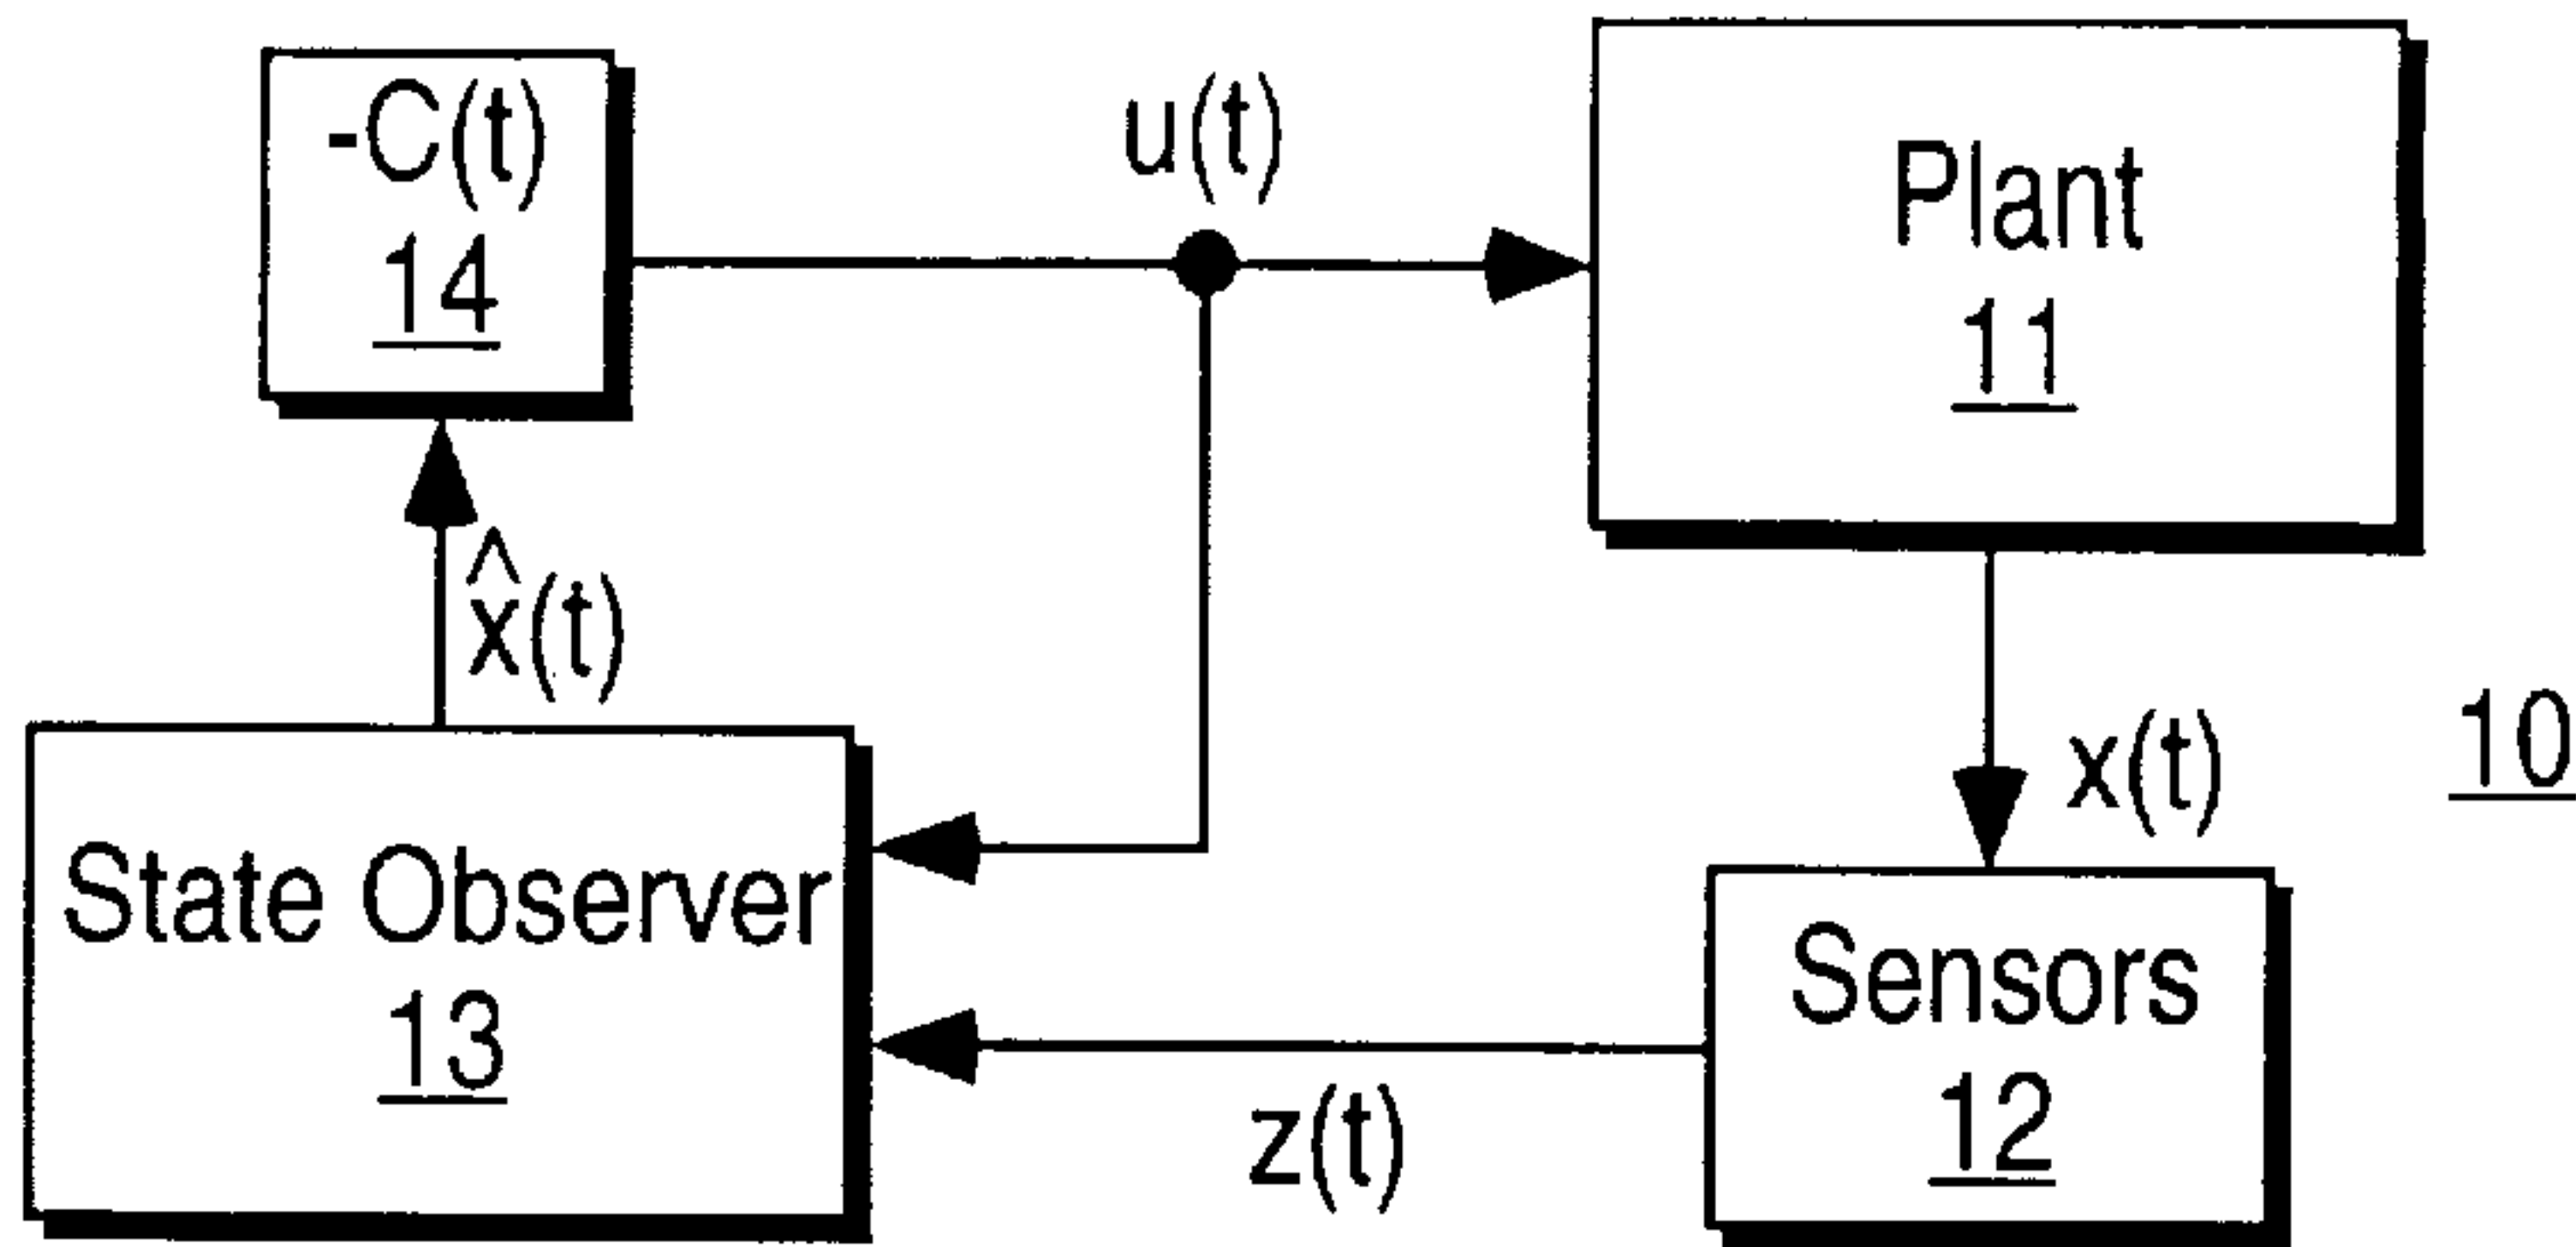 -C(t)
14
u(t)
Plant
11
x̂(t)
x(t)
10
State Observer
13
z(t)
Sensors
12